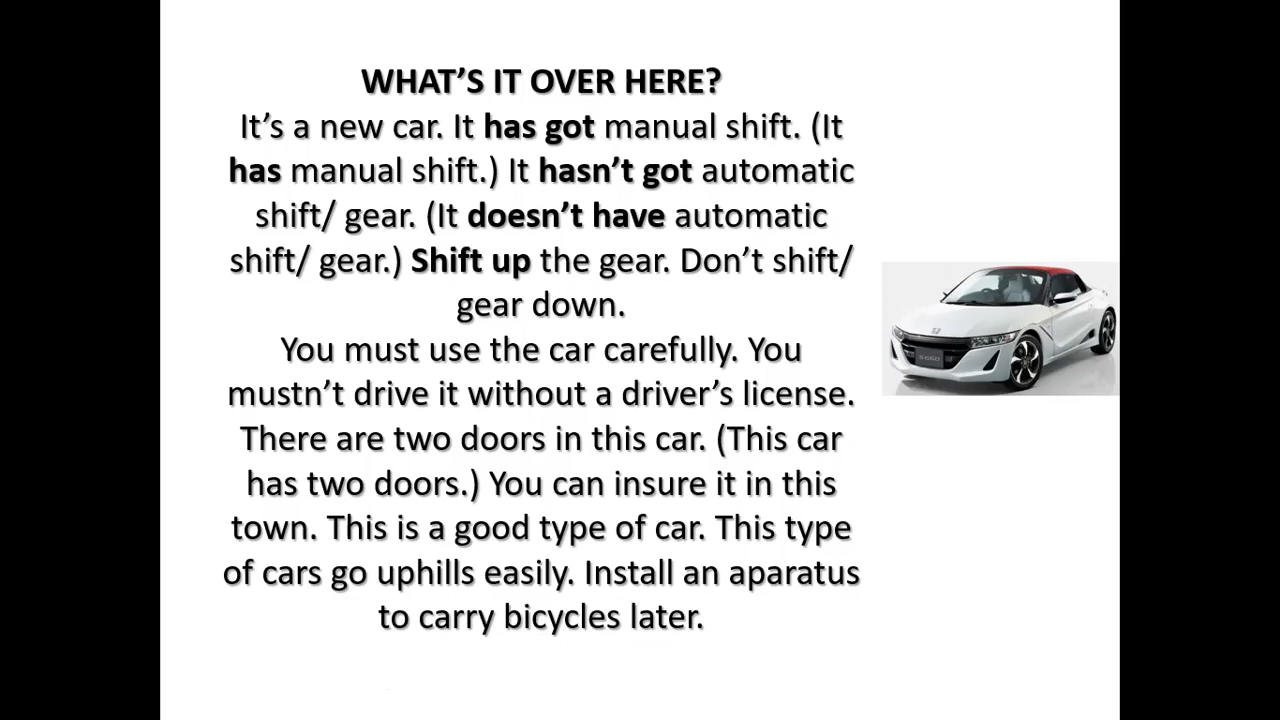 WHAT’S IT OVER HERE?
It’s a new car. It has got manual shift. (It
has manual shift.) It hasn’t got automatic
shift/ gear. (It doesn’t have automatic
shift/ gear.) Shift up the gear. Don’t shift/
gear down.
You must use the car carefully. You
mustn’t drive it without a driver’s license.
There are two doors in this car. (This car
has two doors.) You can insure it in this
town. This is a good type of car. This type
of cars go uphills easily. Install an aparatus
to carry bicycles later.
S660